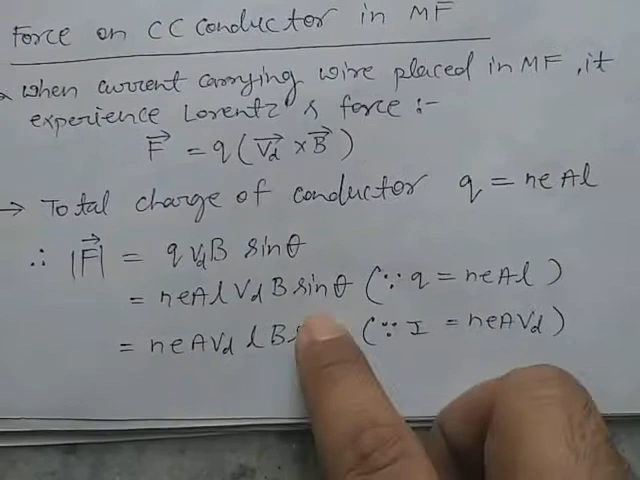 Force on CC conductor in MF
when current carrying wire placed in MF, it
experience Lorentz's force :-
F⃗ = q (V⃗d × B⃗)
→ Total charge of conductor q = neAl
∴ |F⃗| = q VdB sinθ
= neAl Vd B sinθ (∵ q = neAl)
= neAVd l B (∵ I = neAVd)